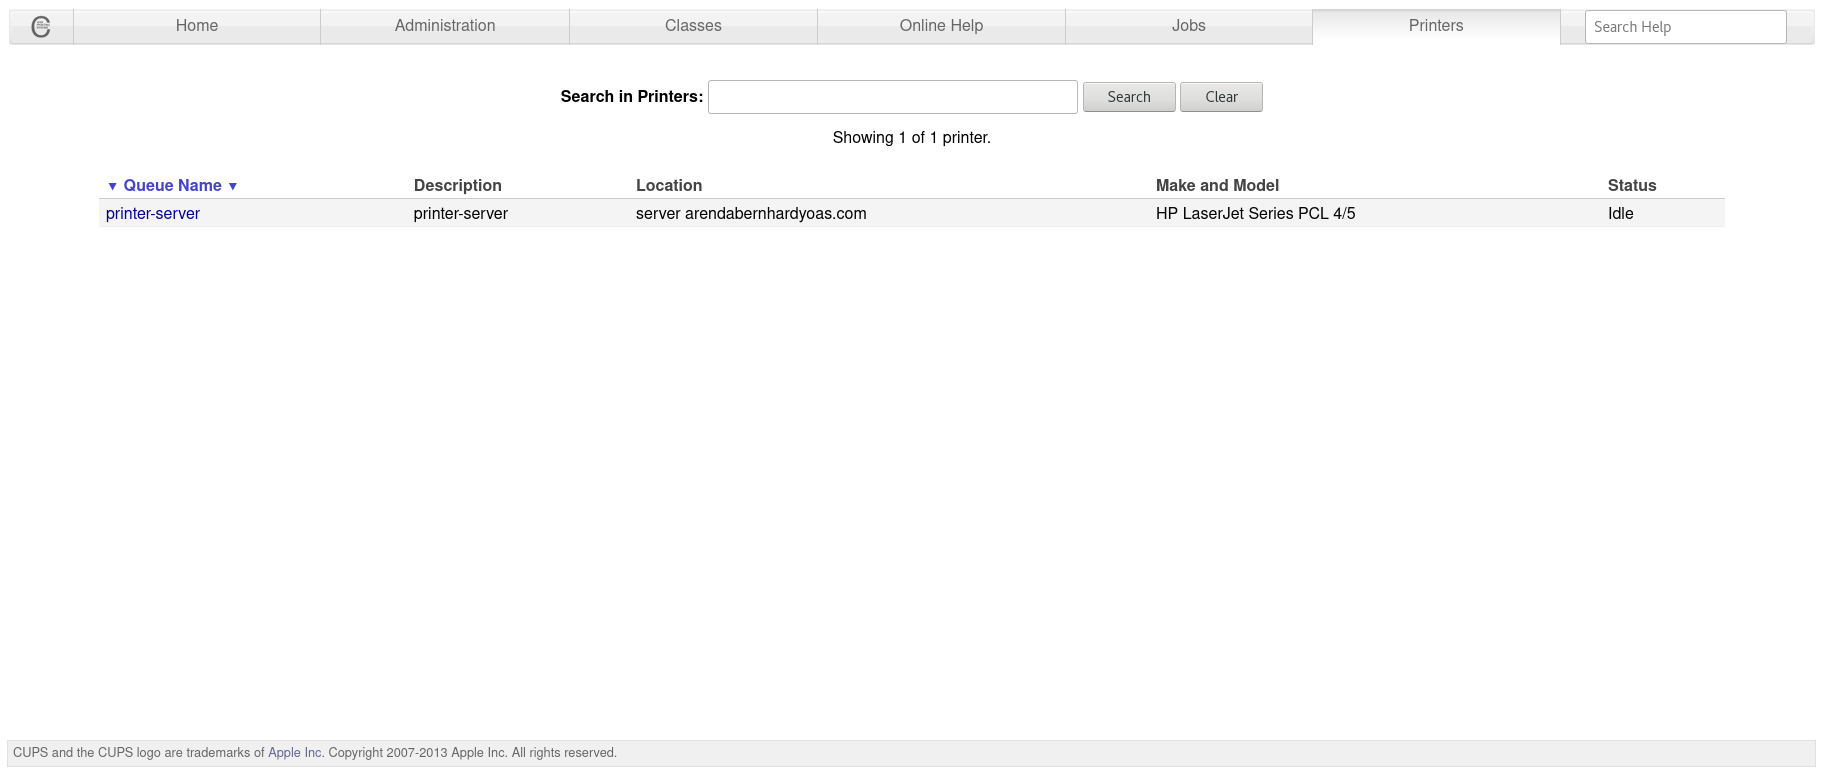 Home Administration Classes Online Help Jobs Printers Search Help
Search in Printers: Search Clear
Showing 1 of 1 printer.
▼ Queue Name ▼ Description Location Make and Model Status
printer-server printer-server server arendabernhardyoas.com HP LaserJet Series PCL 4/5 Idle
CUPS and the CUPS logo are trademarks of Apple Inc. Copyright 2007-2013 Apple Inc. All rights reserved.